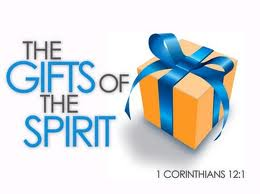 THE
GIFTS OF
THE
SPIRIT
1 CORINTHIANS 12:1